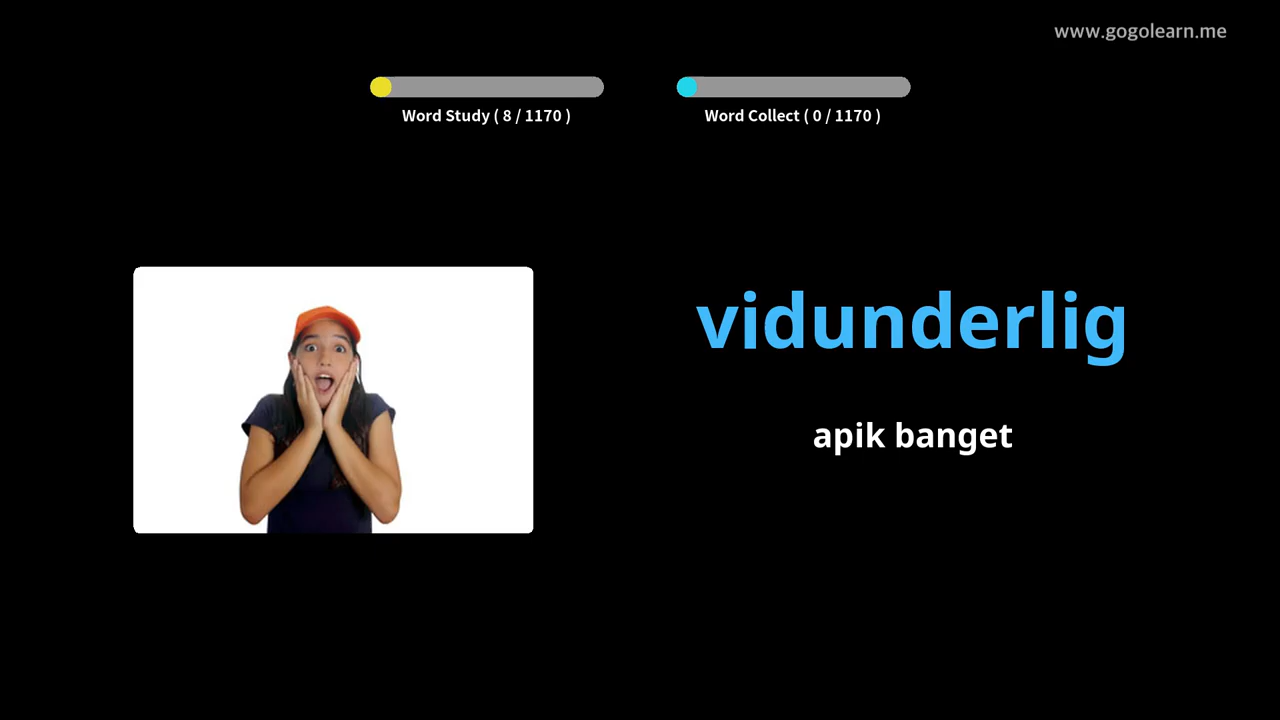 www.gogolearn.me
Word Study ( 8 / 1170 )
Word Collect ( 0 / 1170 )
vidunderlig
apik banget